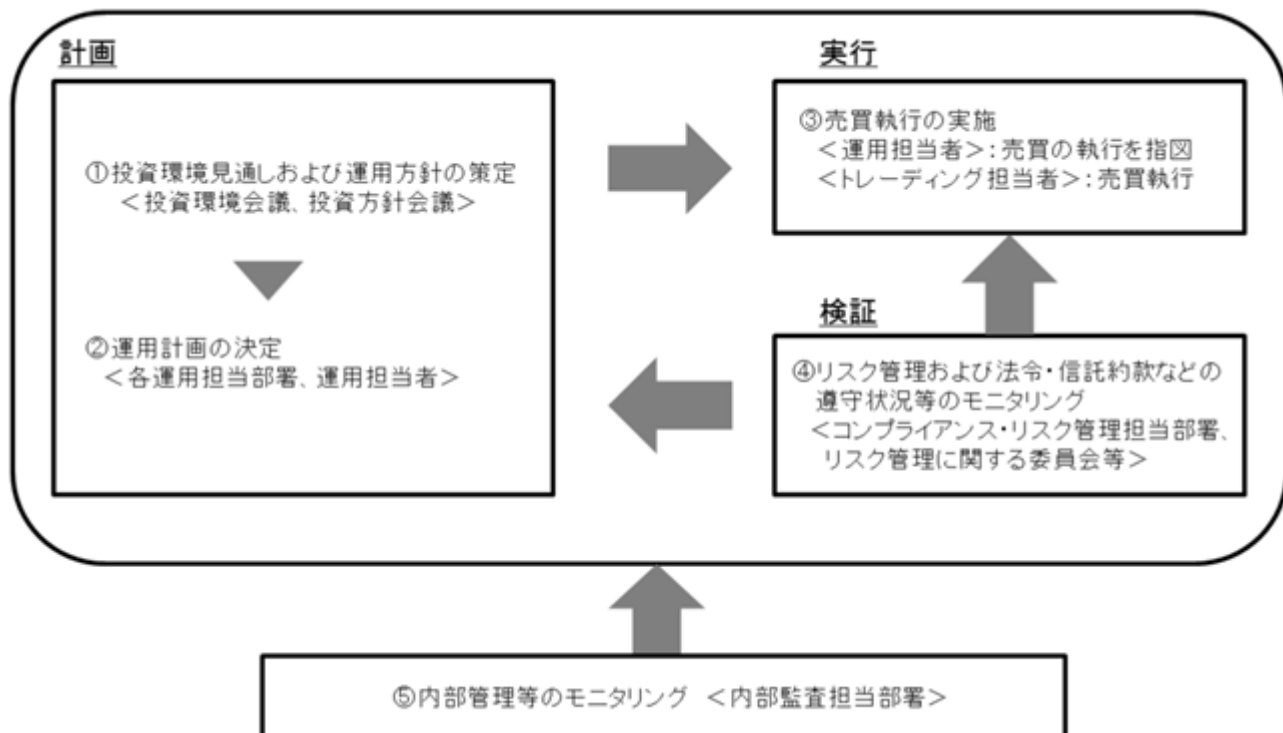 計画
①投資環境見通しおよび運用方針の策定
＜投資環境会議、投資方針会議＞
②運用計画の決定
＜各運用担当部署、運用担当者＞
実行
③売買執行の実施
＜運用担当者＞：売買の執行を指図
＜トレーディング担当者＞：売買執行
検証
④リスク管理および法令・信託約款などの
遵守状況等のモニタリング
＜コンプライアンス・リスク管理担当部署、
リスク管理に関する委員会等＞
⑤内部管理等のモニタリング ＜内部監査担当部署＞